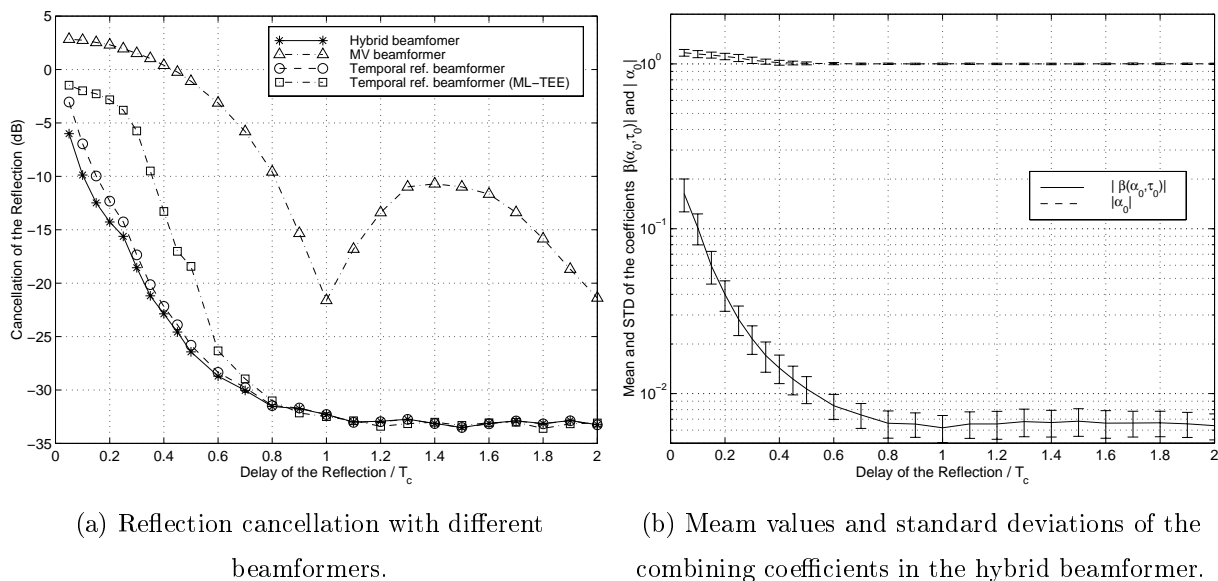 5
0
−5
−10
−15
−20
−25
−30
−35
Cancellation of the Reflection (dB)
Hybrid beamfomer
MV beamformer
Temporal ref. beamformer
Temporal ref. beamformer (ML−TEE)
0 0.2 0.4 0.6 0.8 1.0 1.2 1.4 1.6 1.8 2
Delay of the Reflection / T_c
(a) Reflection cancellation with different
beamformers.
Mean and STD of the coefficients β(α_0,τ_0)| and | α_0|
10^0
10^−1
10^−2
| β(α_0,τ_0)|
|α_0|
0 0.2 0.4 0.6 0.8 1.0 1.2 1.4 1.6 1.8 2
Delay of the Reflection / T_c
(b) Meam values and standard deviations of the
combining coefficients in the hybrid beamformer.